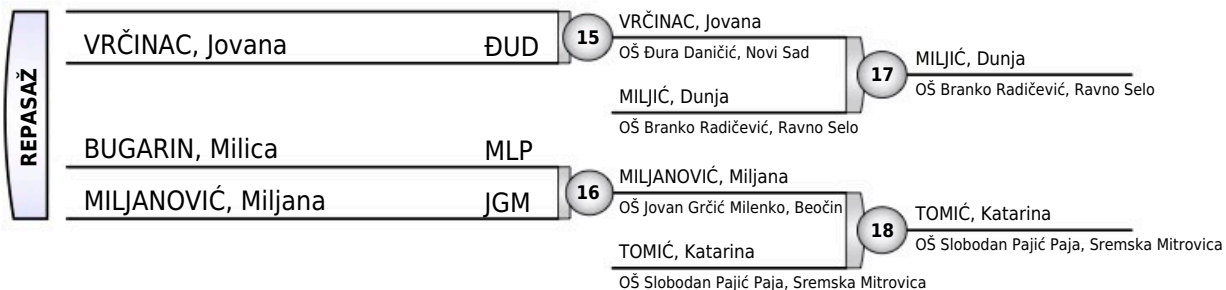 REPASAŽ
VRČINAC, Jovana ĐUD
15
VRČINAC, Jovana
OŠ Đura Daničić, Novi Sad
MILJIĆ, Dunja
OŠ Branko Radičević, Ravno Selo
17
MILJIĆ, Dunja
OŠ Branko Radičević, Ravno Selo
BUGARIN, Milica MLP
MILJANOVIĆ, Miljana JGM
16
MILJANOVIĆ, Miljana
OŠ Jovan Grčić Milenko, Beočin
TOMIĆ, Katarina
OŠ Slobodan Pajić Paja, Sremska Mitrovica
18
TOMIĆ, Katarina
OŠ Slobodan Pajić Paja, Sremska Mitrovica